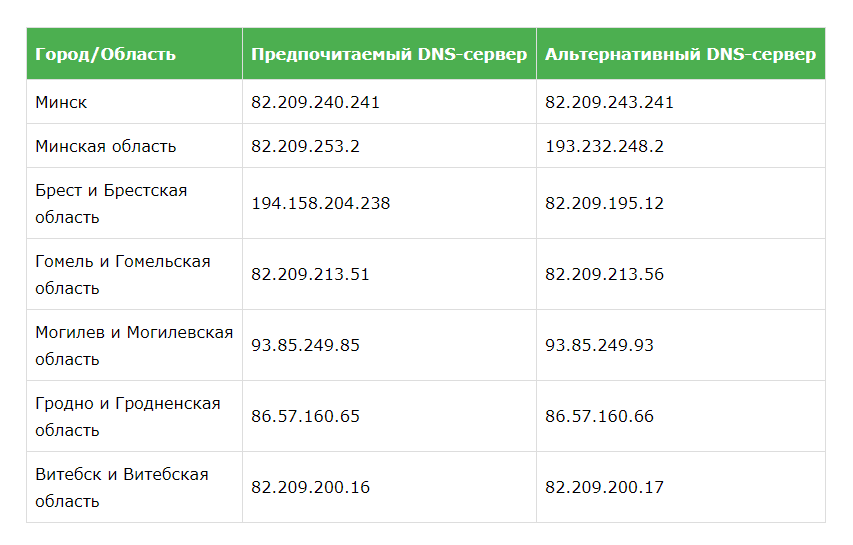 Город/Область Предпочитаемый DNS-сервер Альтернативный DNS-сервер
Минск 82.209.240.241 82.209.243.241
Минская область 82.209.253.2 193.232.248.2
Брест и Брестская
область 194.158.204.238 82.209.195.12
Гомель и Гомельская
область 82.209.213.51 82.209.213.56
Могилев и Могилевская
область 93.85.249.85 93.85.249.93
Гродно и Гродненская
область 86.57.160.65 86.57.160.66
Витебск и Витебская
область 82.209.200.16 82.209.200.17